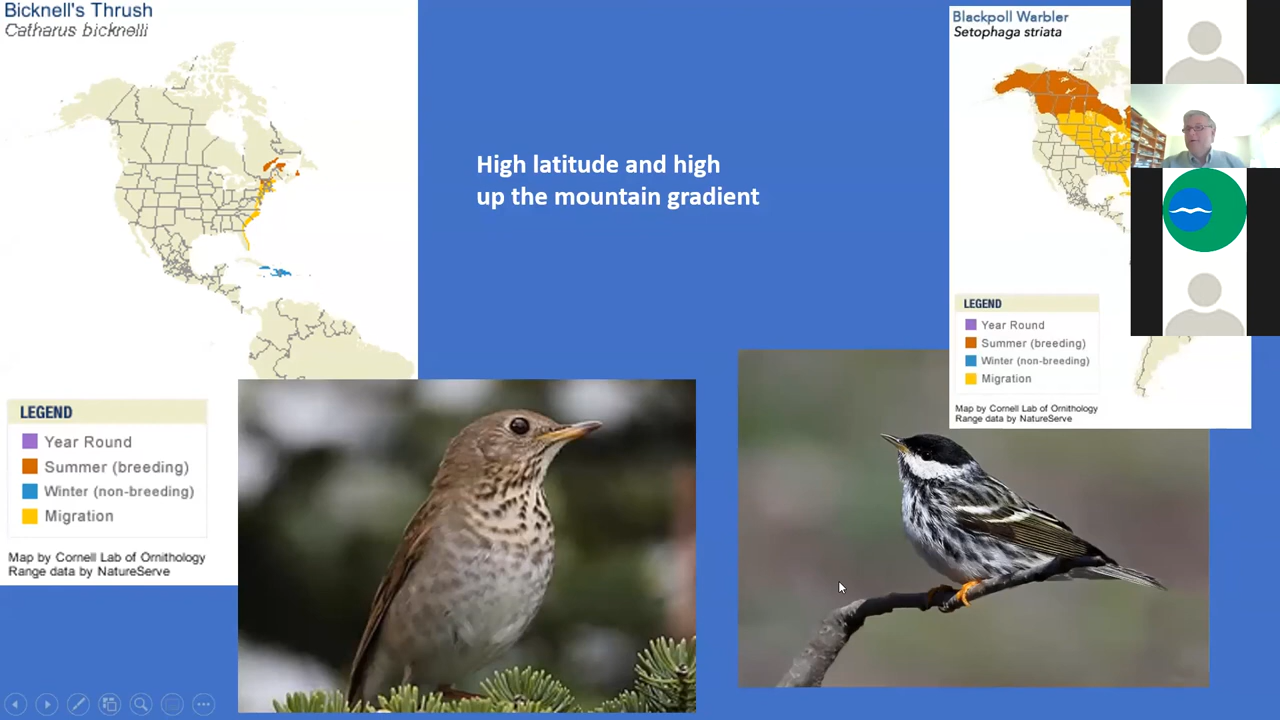 Bicknell's Thrush
Catharus bicknelli
LEGEND
Year Round
Summer (breeding)
Winter (non-breeding)
Migration
Map by Cornell Lab of Ornithology
Range data by NatureServe
High latitude and high
up the mountain gradient
Blackpoll Warbler
Setophaga striata
LEGEND
Year Round
Summer (breeding)
Winter (non-breeding)
Migration
Map by Cornell Lab of Ornithology
Range data by NatureServe